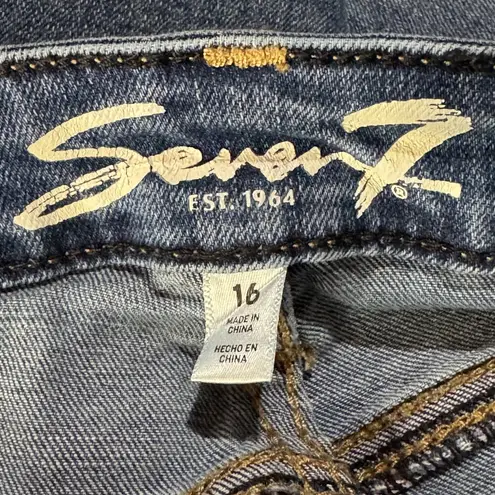 Seven7®
EST. 1964
16
MADE IN
CHINA
HECHO EN
CHINA